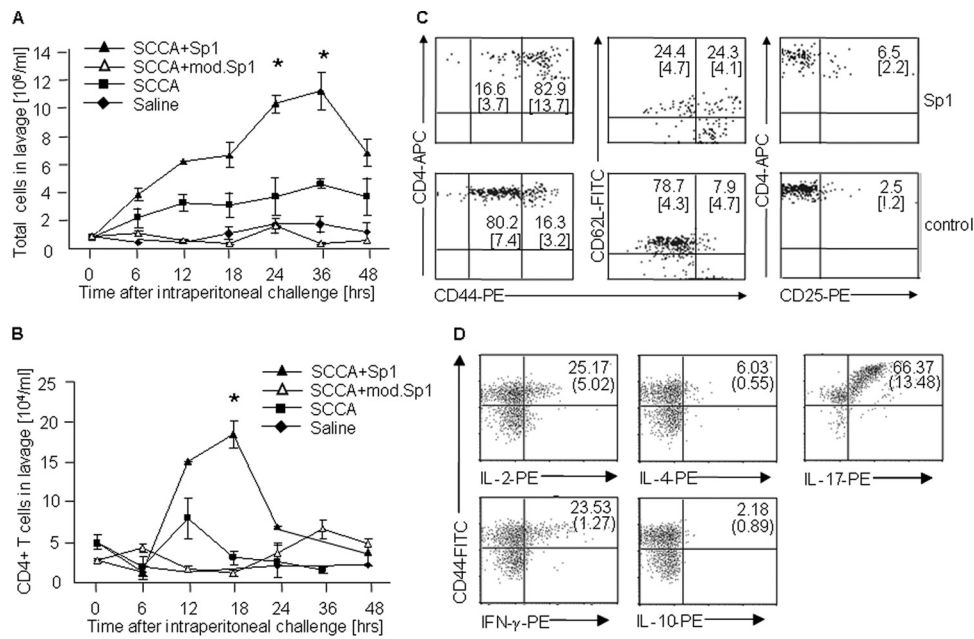 A
Total cells in lavage [10⁶/ml]
14
12
10
8
6
4
2
0
SCCA+Sp1
SCCA+mod.Sp1
SCCA
Saline
* *
0 6 12 18 24 36 48
Time after intraperitoneal challenge [hrs]
B
CD4+ T cells in lavage [10⁴/ml]
25
20
15
10
5
0
SCCA+Sp1
SCCA+mod.Sp1
SCCA
Saline
*
0 6 12 18 24 36 48
Time after intraperitoneal challenge [hrs]
C
CD4-APC
16.6 82.9
[3.7] [13.7]
80.2 16.3
[7.4] [3.2]
CD62L-FITC
24.4 24.3
[4.7] [4.1]
78.7 7.9
[4.3] [4.7]
CD4-APC
6.5
[2.2]
2.5
[1.2]
Sp1
control
CD44-PE
CD25-PE
D
CD44-FITC
25.17
(5.02)
IL-2-PE
6.03
(0.55)
IL-4-PE
66.37
(13.48)
IL-17-PE
23.53
(1.27)
IFN-γ-PE
2.18
(0.89)
IL-10-PE